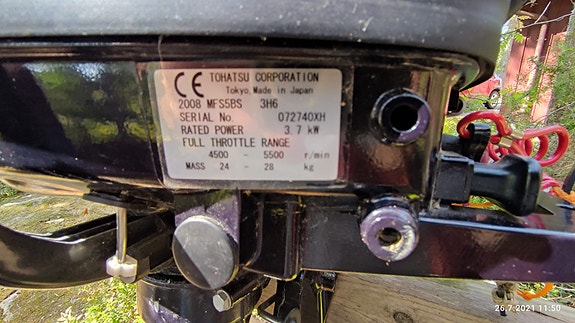 CE TOHATSU CORPORATION
Tokyo. Made in Japan
2008 MFS5BS 3H6
SERIAL No. 072740XH
RATED POWER 3.7 kW
FULL THROTTLE RANGE
4500 - 5500 r/min
MASS 24 - 28 kg
26.7.2021 11:50